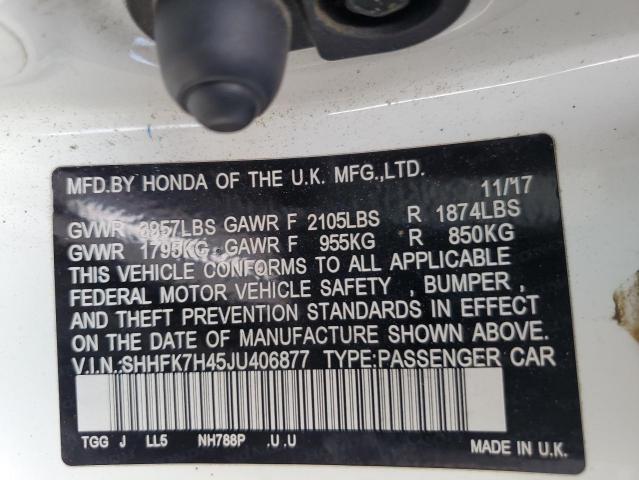 MFD.BY HONDA OF THE U.K. MFG.,LTD.
11/17
GVWR 3957LBS GAWR F 2105LBS R 1874LBS
GVWR 1795KG GAWR F 955KG R 850KG
THIS VEHICLE CONFORMS TO ALL APPLICABLE
FEDERAL MOTOR VEHICLE SAFETY , BUMPER ,
AND THEFT PREVENTION STANDARDS IN EFFECT
ON THE DATE OF MANUFACTURE SHOWN ABOVE.
V.I.N.:SHHFK7H45JU406877 TYPE:PASSENGER CAR
TGG J LL5 NH788P .U .U
MADE IN U.K.